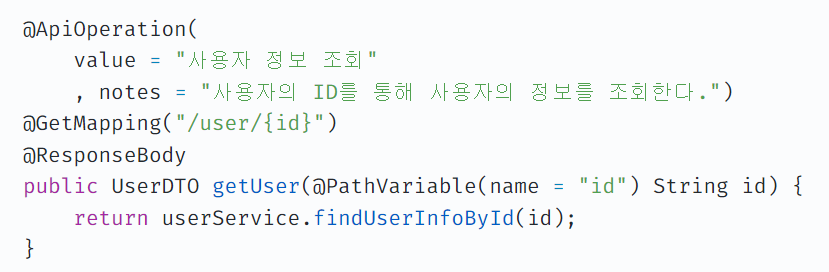 @ApiOperation(
    value = "사용자 정보 조회"
    , notes = "사용자의 ID를 통해 사용자의 정보를 조회한다.")
@GetMapping("/user/{id}")
@ResponseBody
public UserDTO getUser(@PathVariable(name = "id") String id) {
    return userService.findUserInfoById(id);
}